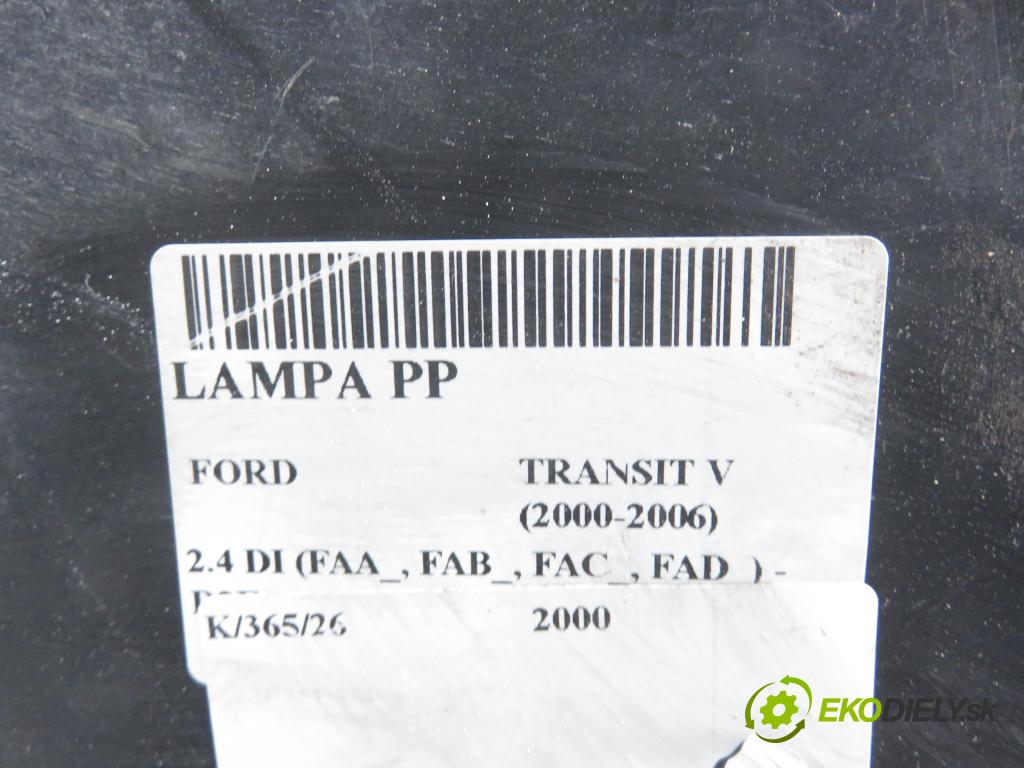 LAMPA PP
FORD TRANSIT V
(2000-2006)
2.4 DI (FAA_, FAB_, FAC_, FAD_) -
K/365/26 2000
EKODIELY.sk